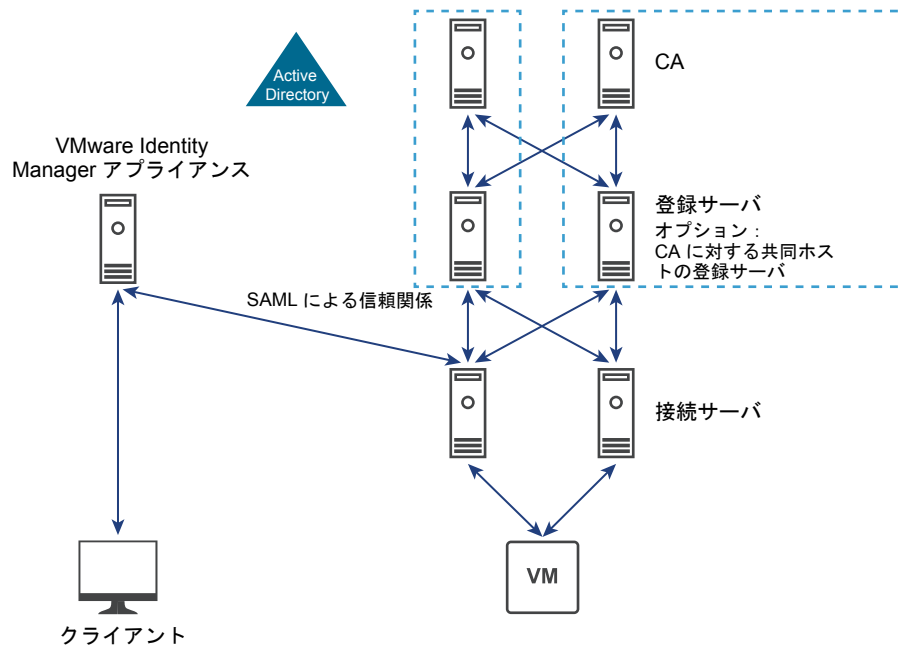 Active
Directory
CA
VMware Identity
Manager アプライアンス
登録サーバ
オプション :
CA に対する共同ホス
トの登録サーバ
SAML による信頼関係
接続サーバ
VM
クライアント